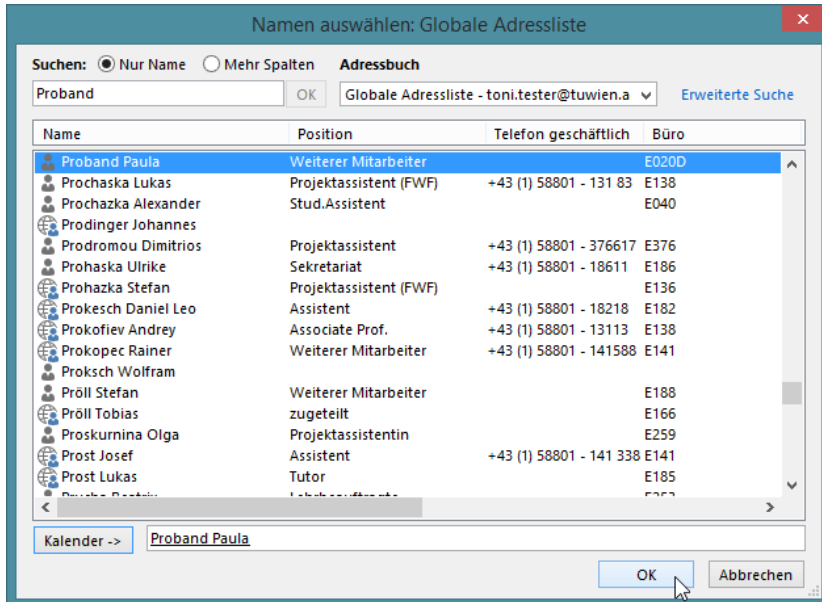 Namen auswählen: Globale Adressliste
Suchen: Nur Name Mehr Spalten Adressbuch
Proband OK Globale Adressliste - toni.tester@tuwien.a Erweiterte Suche
Name Position Telefon geschäftlich Büro
Proband Paula Weiterer Mitarbeiter E020D
Prochaska Lukas Projektassistent (FWF) +43 (1) 58801 - 131 83 E138
Prochazka Alexander Stud.Assistent E040
Prodinger Johannes
Prodromou Dimitrios Projektassistent +43 (1) 58801 - 376617 E376
Prohaska Ulrike Sekretariat +43 (1) 58801 - 18611 E186
Prohazka Stefan Projektassistent (FWF) E136
Prokesch Daniel Leo Assistent +43 (1) 58801 - 18218 E182
Prokofiev Andrey Associate Prof. +43 (1) 58801 - 13113 E138
Prokopec Rainer Weiterer Mitarbeiter +43 (1) 58801 - 141588 E141
Proksch Wolfram
Pröll Stefan Weiterer Mitarbeiter E188
Pröll Tobias zugeteilt E166
Proskurnina Olga Projektassistentin E259
Prost Josef Assistent +43 (1) 58801 - 141 338 E141
Prost Lukas Tutor E185
Kalender -> Proband Paula
OK Abbrechen